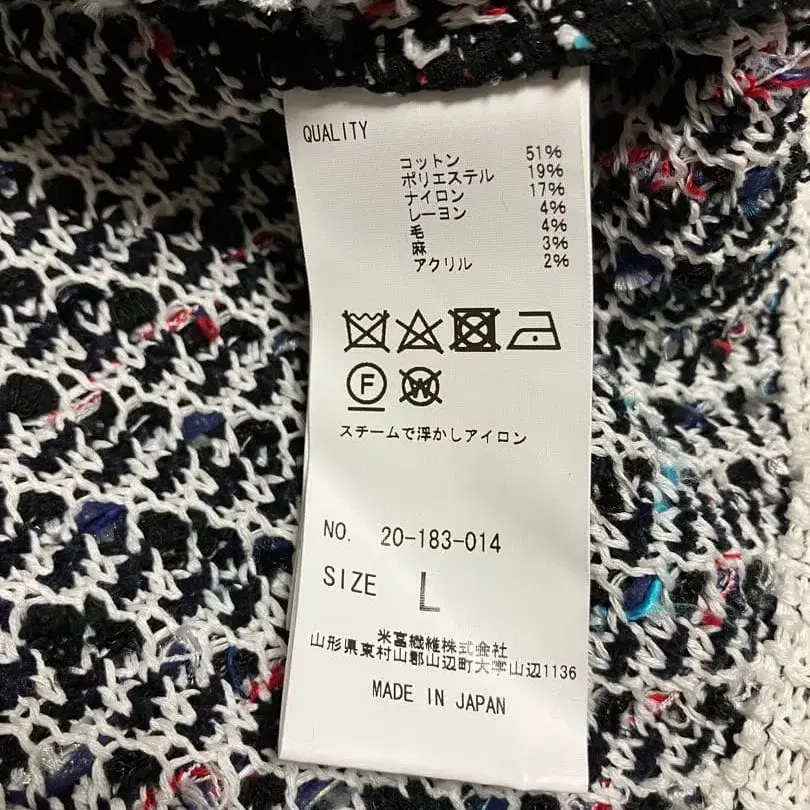 QUALITY
コットン 51%
ポリエステル 19%
ナイロン 17%
レーヨン 4%
毛 4%
麻 3%
アクリル 2%
F W
スチームで浮かしアイロン
NO. 20-183-014
SIZE L
米富繊維株式会社
山形県東村山郡山辺町大字山辺1136
MADE IN JAPAN